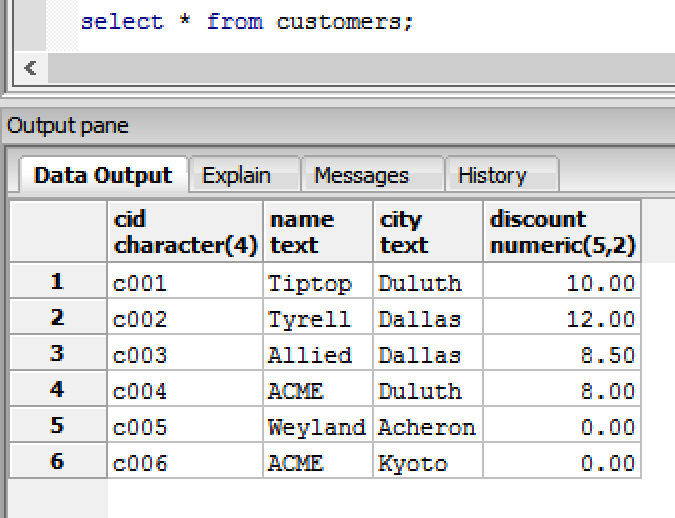 select * from customers;
Output pane
Data Output Explain Messages History
cid name city discount
character(4) text text numeric(5,2)
1 c001 Tiptop Duluth 10.00
2 c002 Tyrell Dallas 12.00
3 c003 Allied Dallas 8.50
4 c004 ACME Duluth 8.00
5 c005 Weyland Acheron 0.00
6 c006 ACME Kyoto 0.00